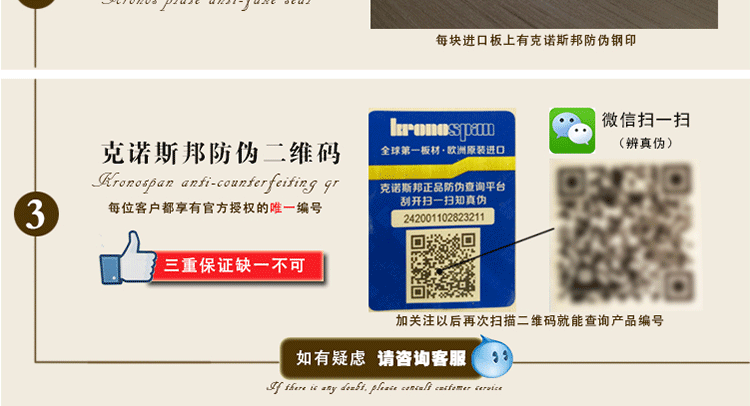 Kronos plate anti-fake seal
每块进口板上有克诺斯邦防伪钢印
3
克诺斯邦防伪二维码
Kronospan anti-counterfeiting qr
每位客户都享有官方授权的唯一编号
三重保证缺一不可
kronospan
全球第一板材·欧洲原装进口
克诺斯邦正品防伪查询平台
刮开扫一扫知真伪
242001102823211
微信扫一扫
（辨真伪）
加关注以后再次扫描二维码就能查询产品编号
如有疑虑 请咨询客服
If there is any doubt, please consult customer service